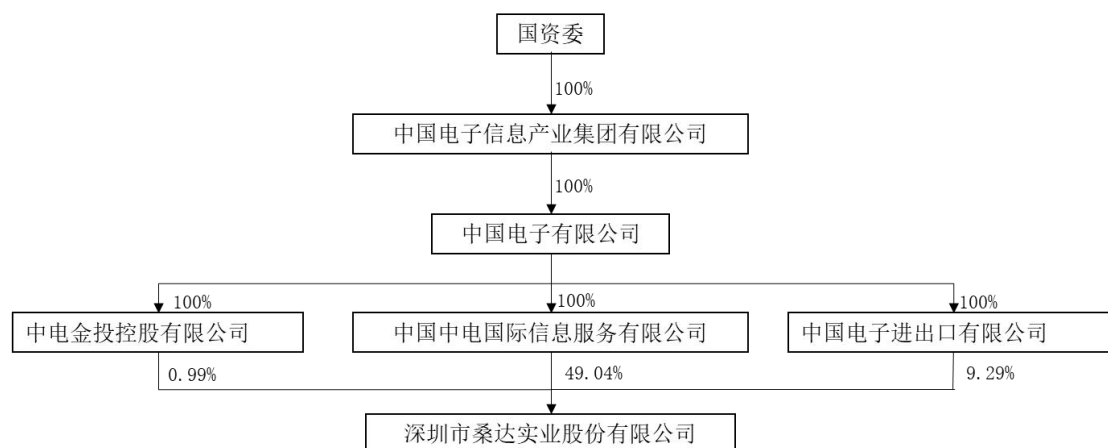 国资委
100%
中国电子信息产业集团有限公司
100%
中国电子有限公司
100%
100%
100%
中电金投控股有限公司
中国中电国际信息服务有限公司
中国电子进出口有限公司
0.99%
49.04%
9.29%
深圳市桑达实业股份有限公司